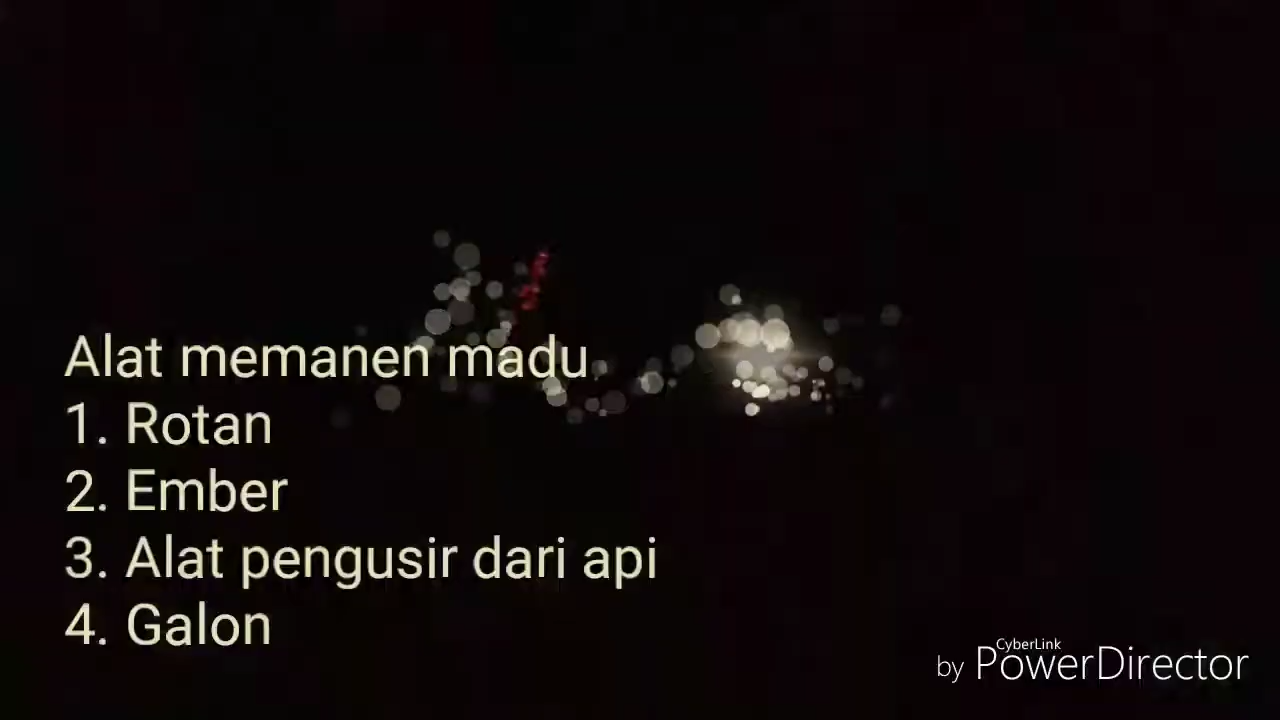 Alat memanen madu
1. Rotan
2. Ember
3. Alat pengusir dari api
4. Galon
CyberLink
by PowerDirector